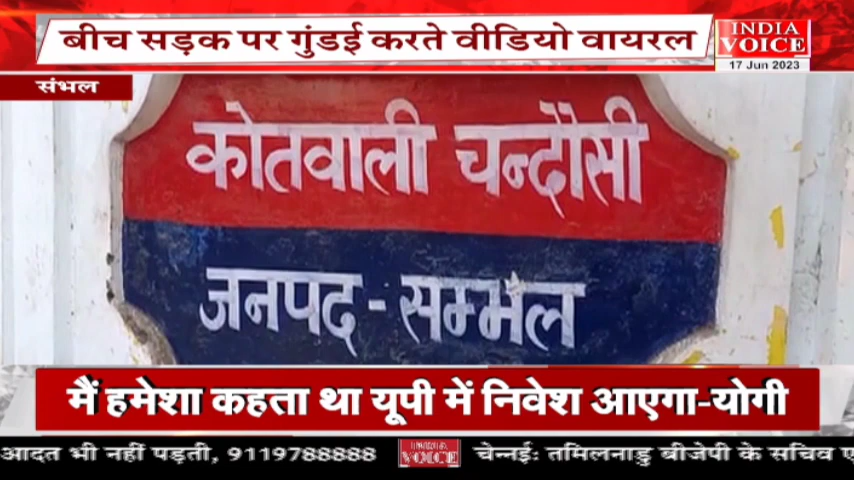 बीच सड़क पर गुंडई करते वीडियो वायरल
INDIA
VOICE
17 Jun 2023
संभल
कोतवाली चन्दौसी
जनपद - सम्भल
मैं हमेशा कहता था यूपी में निवेश आएगा-योगी
आदत भी नहीं पड़ती, 9119788888
INDIA
VOICE
चेन्नई: तमिलनाडु बीजेपी के सचिव